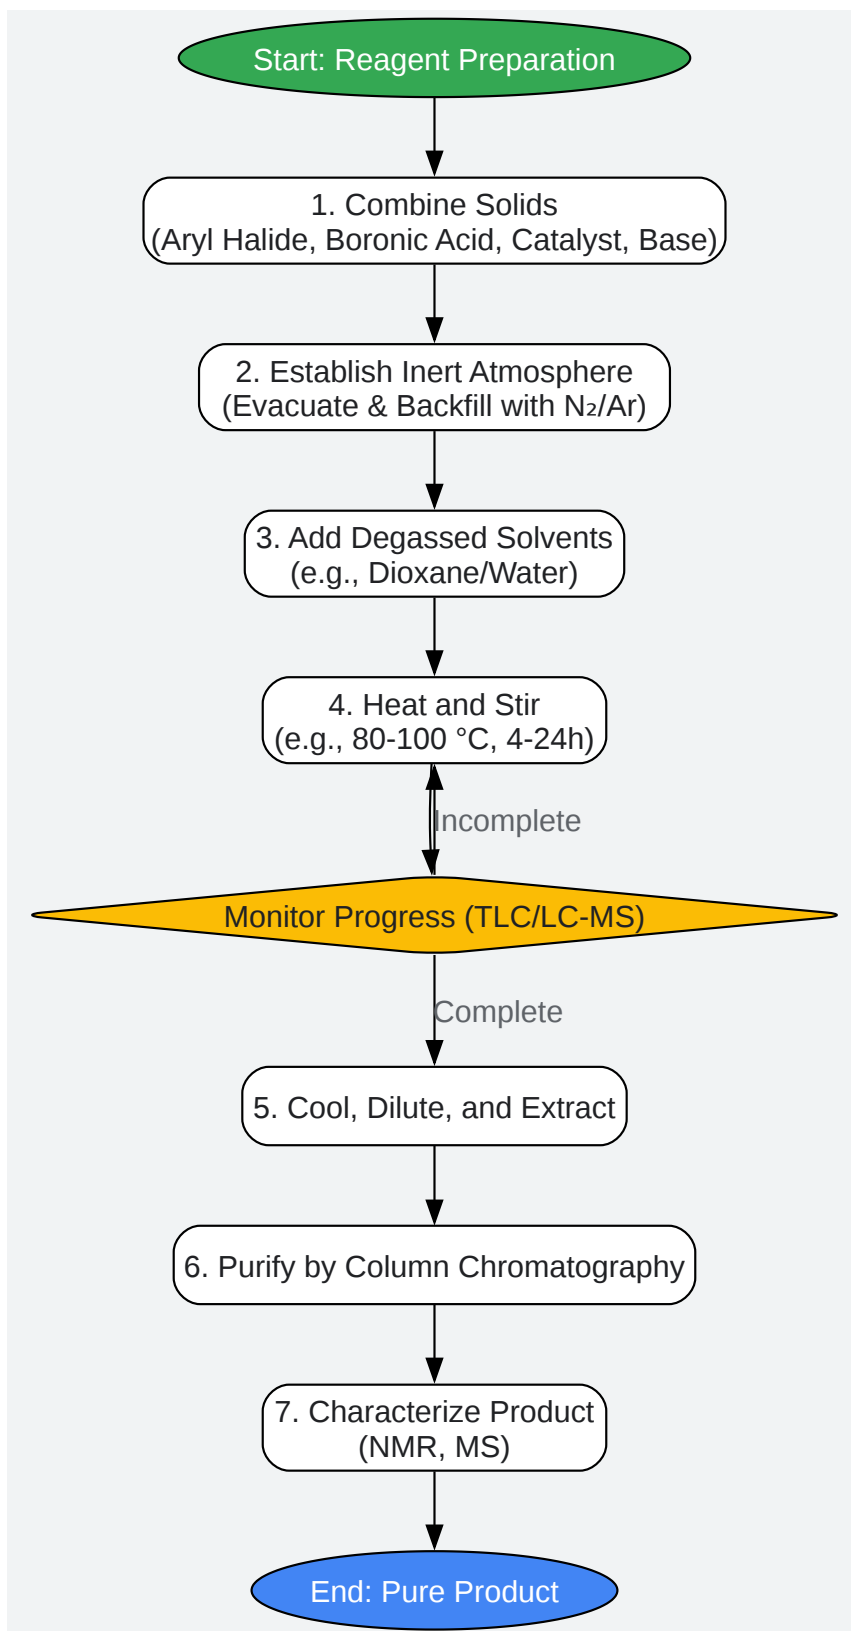 Start: Reagent Preparation
1. Combine Solids
(Aryl Halide, Boronic Acid, Catalyst, Base)
2. Establish Inert Atmosphere
(Evacuate & Backfill with N₂/Ar)
3. Add Degassed Solvents
(e.g., Dioxane/Water)
4. Heat and Stir
(e.g., 80-100 °C, 4-24h)
Incomplete
Monitor Progress (TLC/LC-MS)
Complete
5. Cool, Dilute, and Extract
6. Purify by Column Chromatography
7. Characterize Product
(NMR, MS)
End: Pure Product